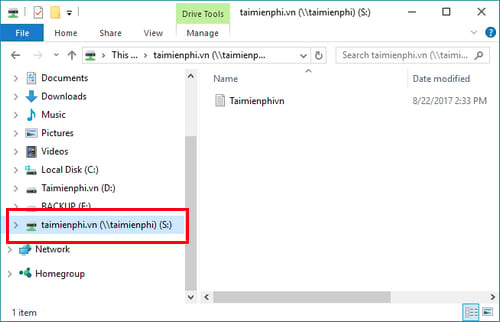 Drive Tools
taimienphi.vn (\\taimienphi) (S:)
File
Home
Share
View
Manage
This ...
taimienphi.vn (\\taimienp...
Search taimienphi.vn (\\taimi...
Documents
Downloads
Music
Pictures
Videos
Local Disk (C:)
Taimienphi.vn (D:)
BACKUP (F:)
taimienphi.vn (\\taimienphi) (S:)
Network
Homegroup
Name
Date modified
Taimienphivn
8/22/2017 2:33 PM
1 item